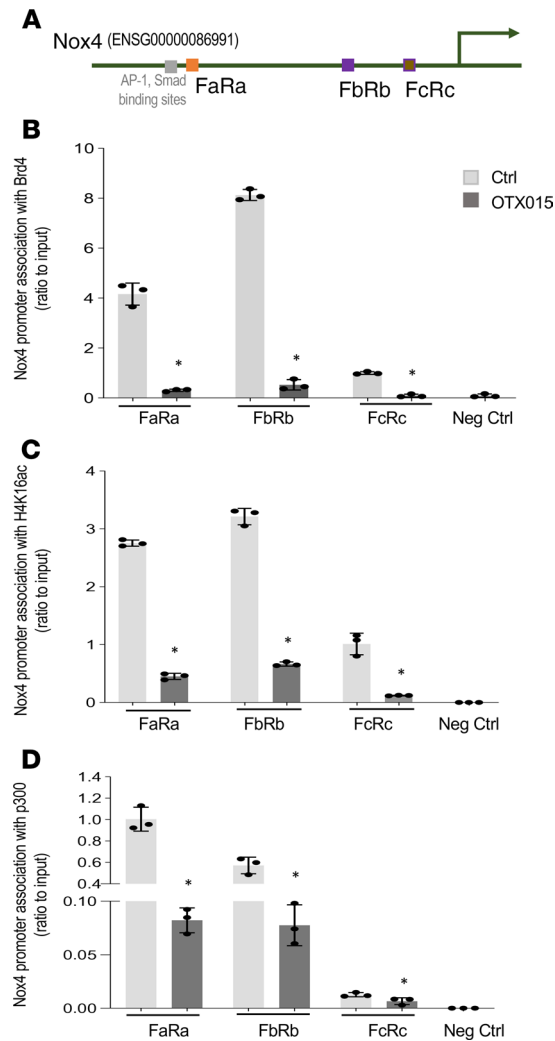 A
Nox4 (ENSG00000086991)
AP-1, Smad
binding sites
FaRa
FbRb
FcRc
B
Nox4 promoter association with Brd4
(ratio to input)
10
8
6
4
2
0
Ctrl
OTX015
*
*
*
FaRa
FbRb
FcRc
Neg Ctrl
C
Nox4 promoter association with H4K16ac
(ratio to input)
4
3
2
1
0
*
*
*
FaRa
FbRb
FcRc
Neg Ctrl
D
Nox4 promoter association with p300
(ratio to input)
1.4
1.2
1.0
0.8
0.6
0.4
0.10
0.05
0.00
*
*
*
FaRa
FbRb
FcRc
Neg Ctrl